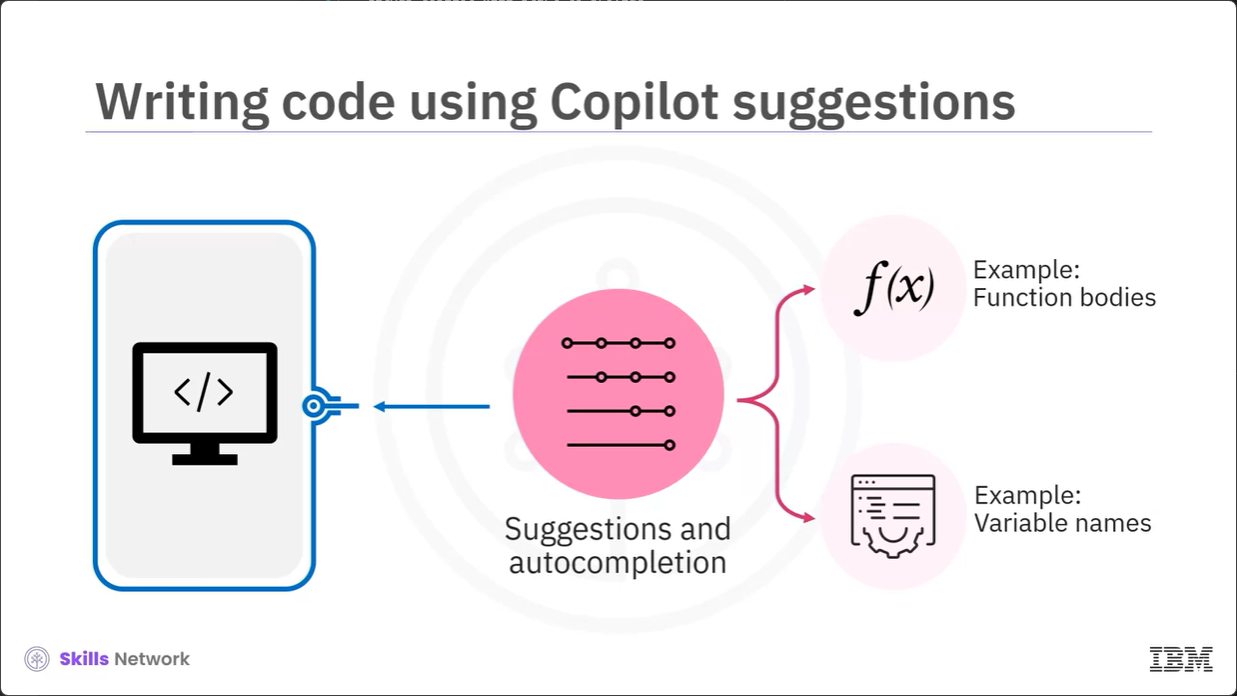 Writing code using Copilot suggestions
</>
f(x)
Example:
Function bodies
Suggestions and
autocompletion
Example:
Variable names
Skills Network
IBM